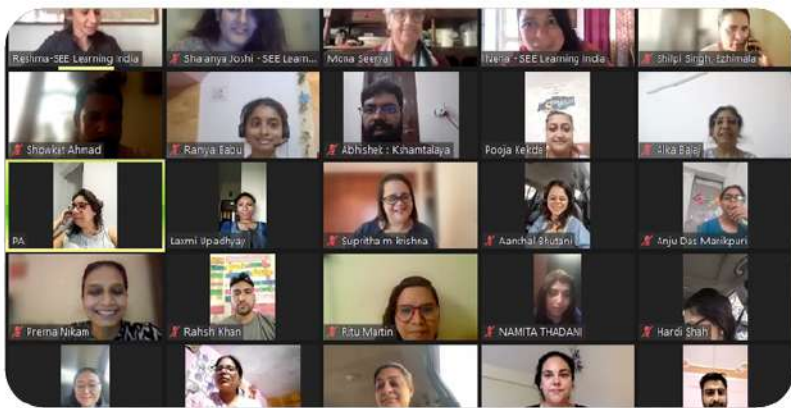 Reshma-SEE Learning India
Sharanya Joshi - SEE Learn...
Mona Seervai
Neha - SEE Learning India
Shilpi Singh, Ezhimala
Showkat Ahmad
Ranya Babu
Abhishek : Kshamtalaya
Pooja Kekde
Alka Bajaj
PA
Laxmi Upadhyay
Supritha m krishna
Aanchal Bhutani
Anju Das Manikpuri
Prerna Nikam
Rahsh Khan
Ritu Martin
NAMITA THADANI
Hardi Shah